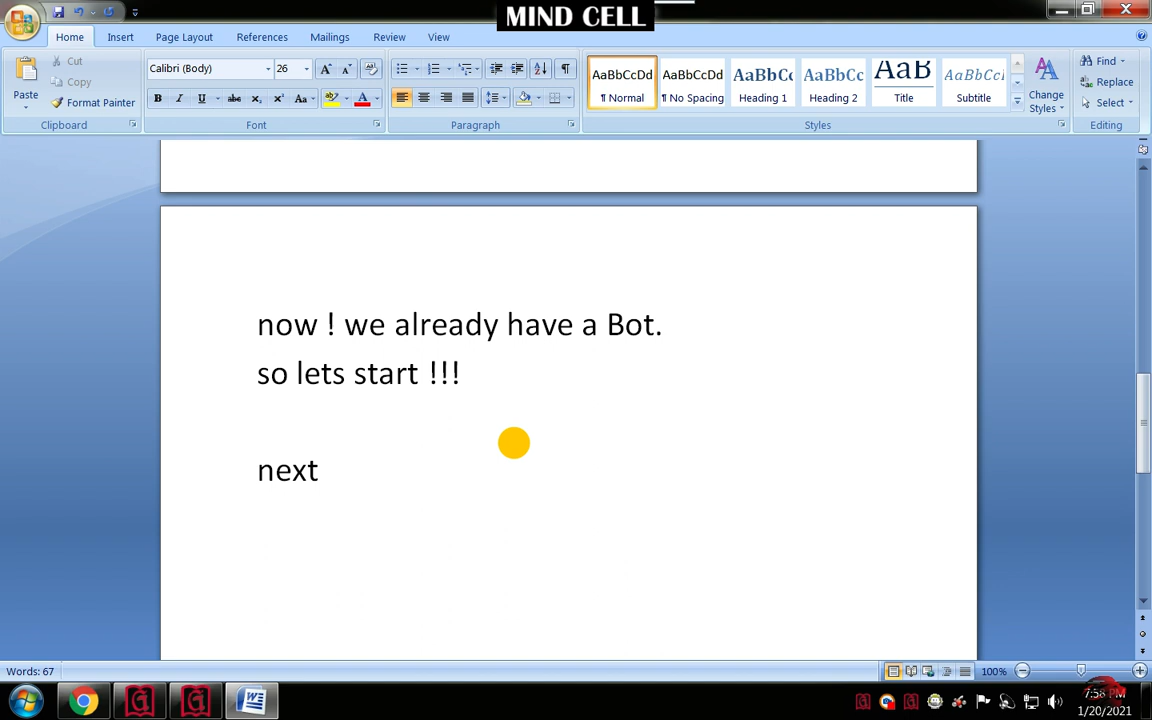 MIND CELL
Home Insert Page Layout References Mailings Review View
Cut
Copy
Paste
Format Painter
Clipboard
Calibri (Body) 26
Font
Paragraph
AaBbCcDd AaBbCcDd AaBbCc AaBbCc AaB AaBbCcl
¶ Normal ¶ No Spacing Heading 1 Heading 2 Title Subtitle
Change Styles
Styles
Find
Replace
Select
Editing
now ! we already have a Bot.
so lets start !!!
next
Words: 67
100%
7:58 PM
1/20/2021